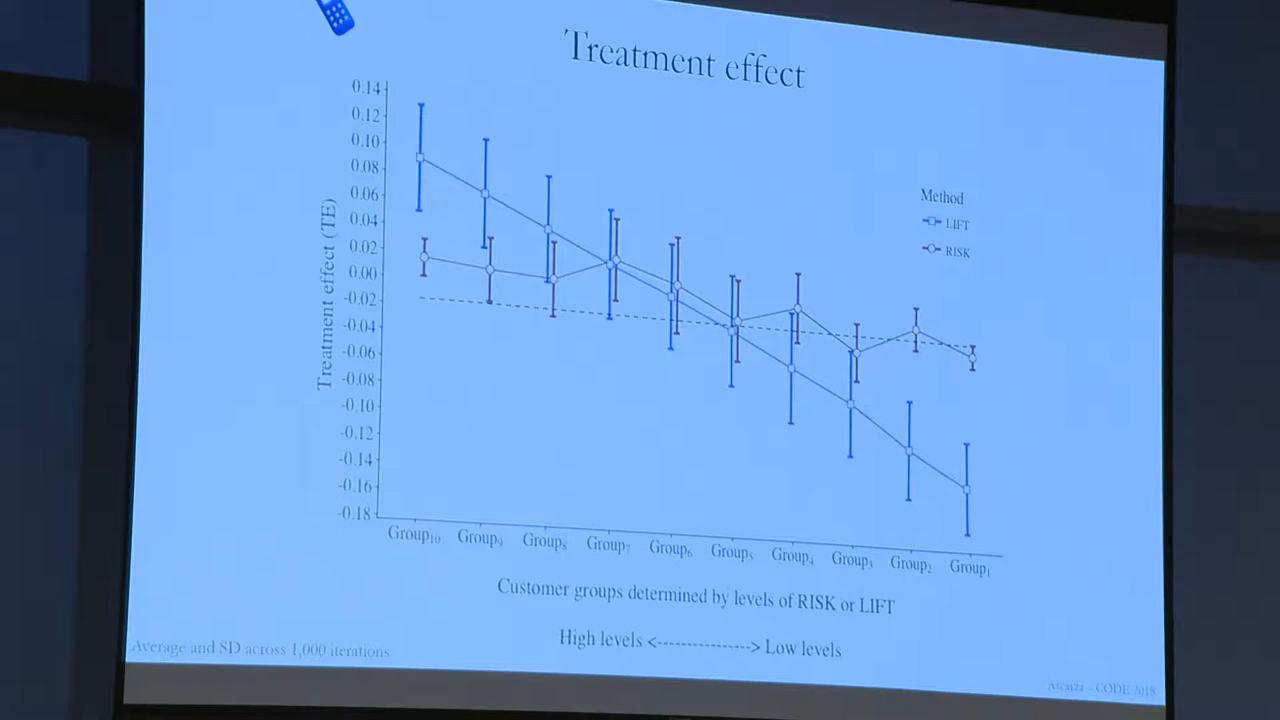 Treatment effect
0.14
0.12
0.10
0.08
0.06
0.04
0.02
0.00
-0.02
-0.04
-0.06
-0.08
-0.10
-0.12
-0.14
-0.16
-0.18
Treatment effect (TE)
Method
LIFT
RISK
Group10 Group9 Group8 Group7 Group6 Group5 Group4 Group3 Group2 Group1
Customer groups determined by levels of RISK or LIFT
High levels <---------------> Low levels
Average and SD across 1,000 iterations
Ascarza - CODE 2018